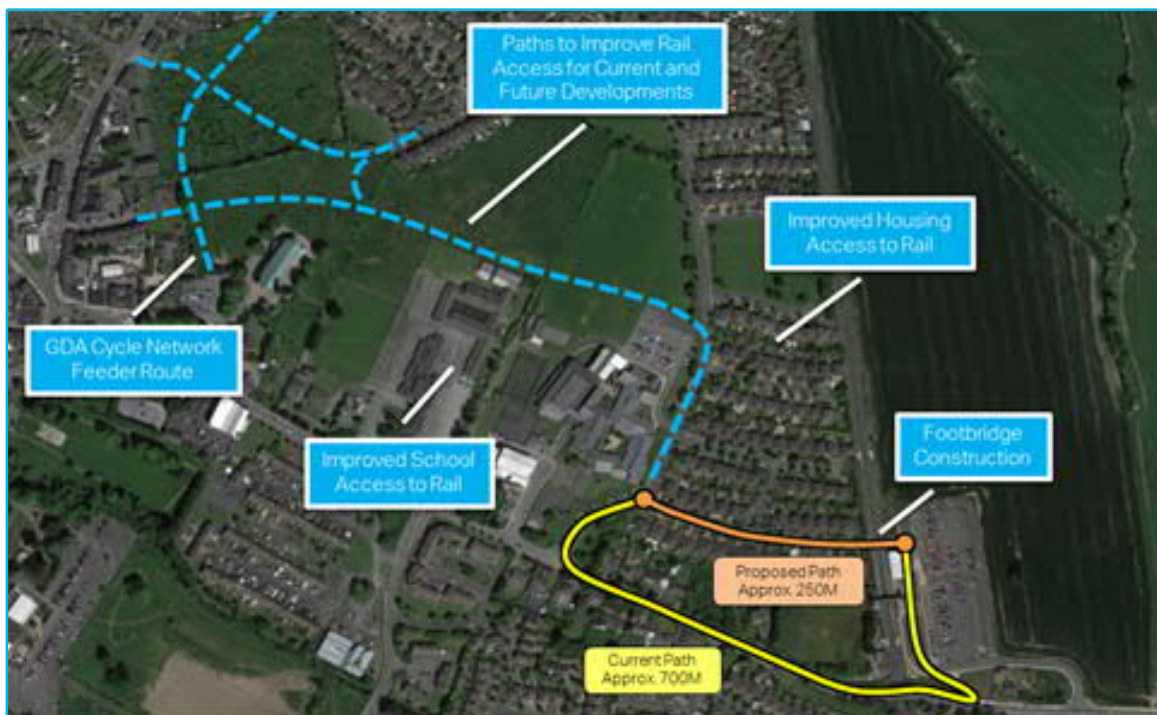 Paths to Improve Rail
Access for Current and
Future Developments
Improved Housing
Access to Rail
GDA Cycle Network
Feeder Route
Improved School
Access to Rail
Footbridge
Construction
Proposed Path
Approx. 250M
Current Path
Approx. 700M